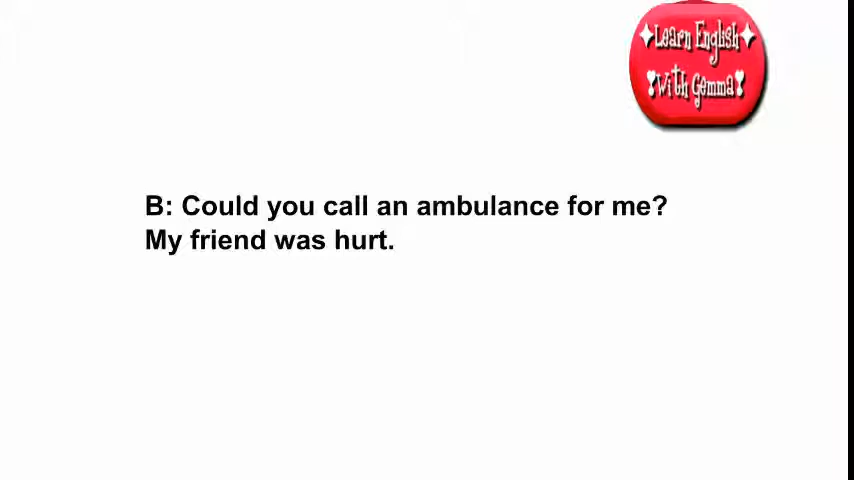 ✦Learn English✦
❣With Gemma❣
B: Could you call an ambulance for me?
My friend was hurt.